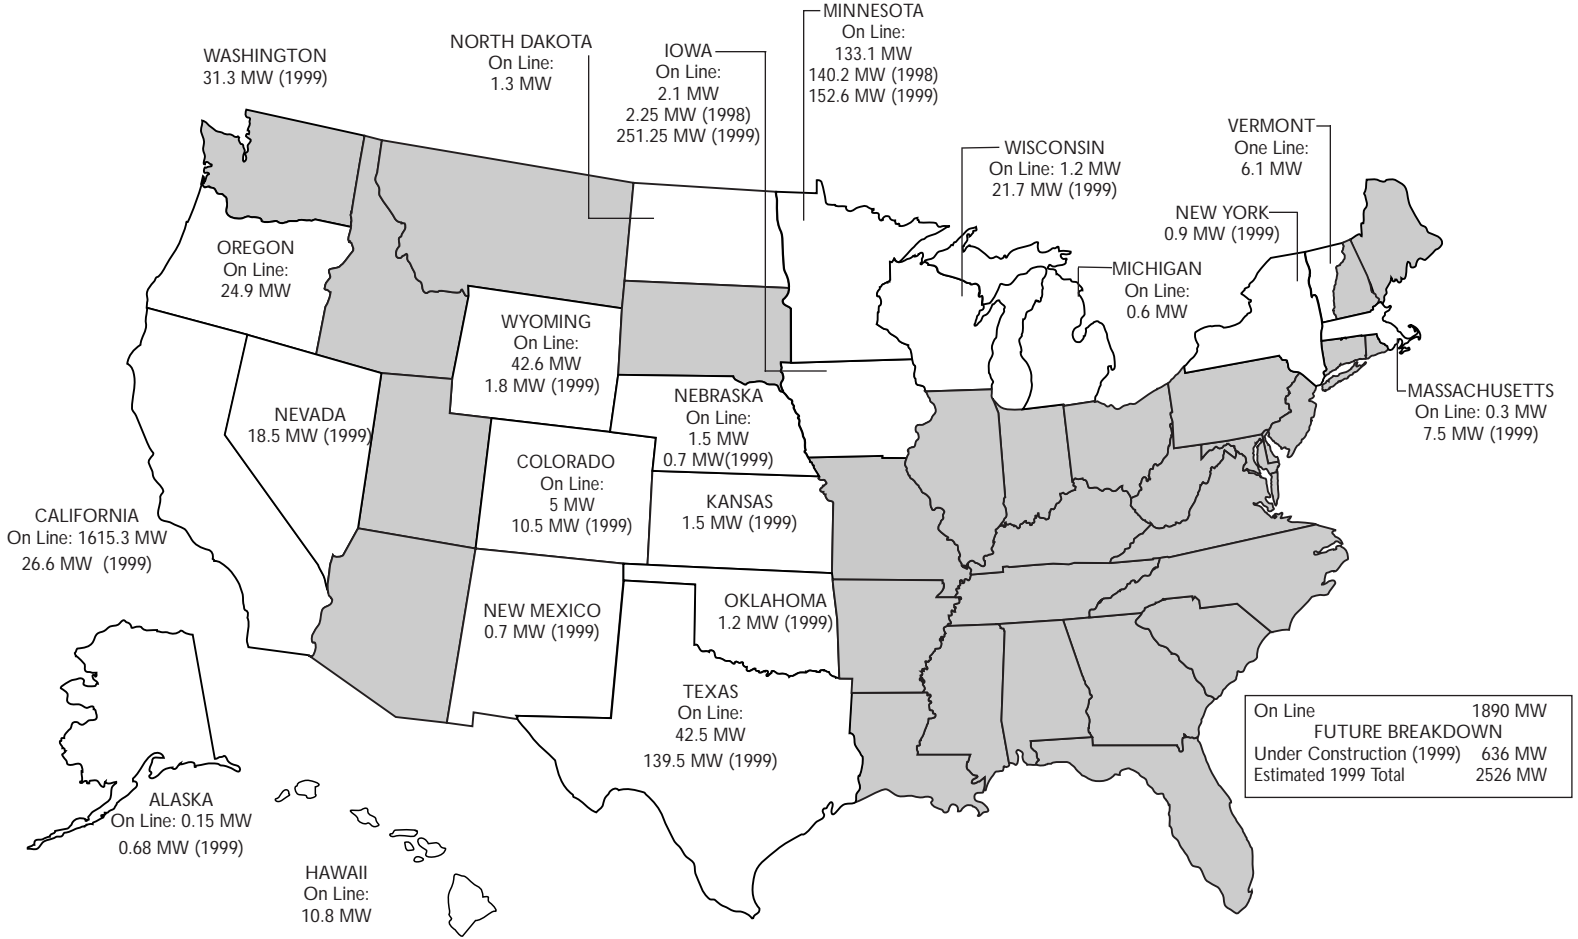 WASHINGTON
31.3 MW (1999)
NORTH DAKOTA
On Line:
1.3 MW
IOWA
On Line:
2.1 MW
2.25 MW (1998)
251.25 MW (1999)
MINNESOTA
On Line:
133.1 MW
140.2 MW (1998)
152.6 MW (1999)
WISCONSIN
On Line: 1.2 MW
21.7 MW (1999)
VERMONT
One Line:
6.1 MW
NEW YORK
0.9 MW (1999)
MICHIGAN
On Line:
0.6 MW
OREGON
On Line:
24.9 MW
WYOMING
On Line:
42.6 MW
1.8 MW (1999)
NEBRASKA
On Line:
1.5 MW
0.7 MW(1999)
MASSACHUSETTS
On Line: 0.3 MW
7.5 MW (1999)
NEVADA
18.5 MW (1999)
COLORADO
On Line:
5 MW
10.5 MW (1999)
KANSAS
1.5 MW (1999)
CALIFORNIA
On Line: 1615.3 MW
26.6 MW (1999)
NEW MEXICO
0.7 MW (1999)
OKLAHOMA
1.2 MW (1999)
TEXAS
On Line:
42.5 MW
139.5 MW (1999)
On Line 1890 MW
FUTURE BREAKDOWN
Under Construction (1999) 636 MW
Estimated 1999 Total 2526 MW
ALASKA
On Line: 0.15 MW
0.68 MW (1999)
HAWAII
On Line:
10.8 MW